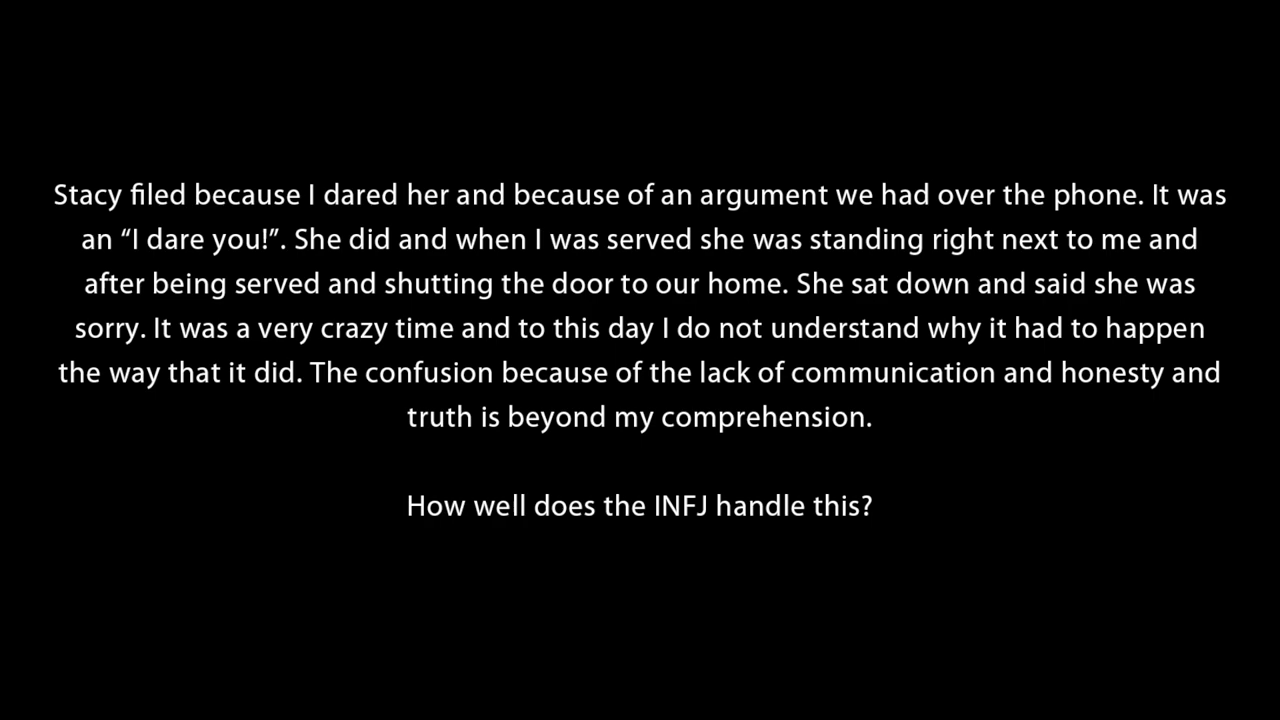 Stacy filed because I dared her and because of an argument we had over the phone. It was
an “I dare you!”. She did and when I was served she was standing right next to me and
after being served and shutting the door to our home. She sat down and said she was
sorry. It was a very crazy time and to this day I do not understand why it had to happen
the way that it did. The confusion because of the lack of communication and honesty and
truth is beyond my comprehension.
How well does the INFJ handle this?